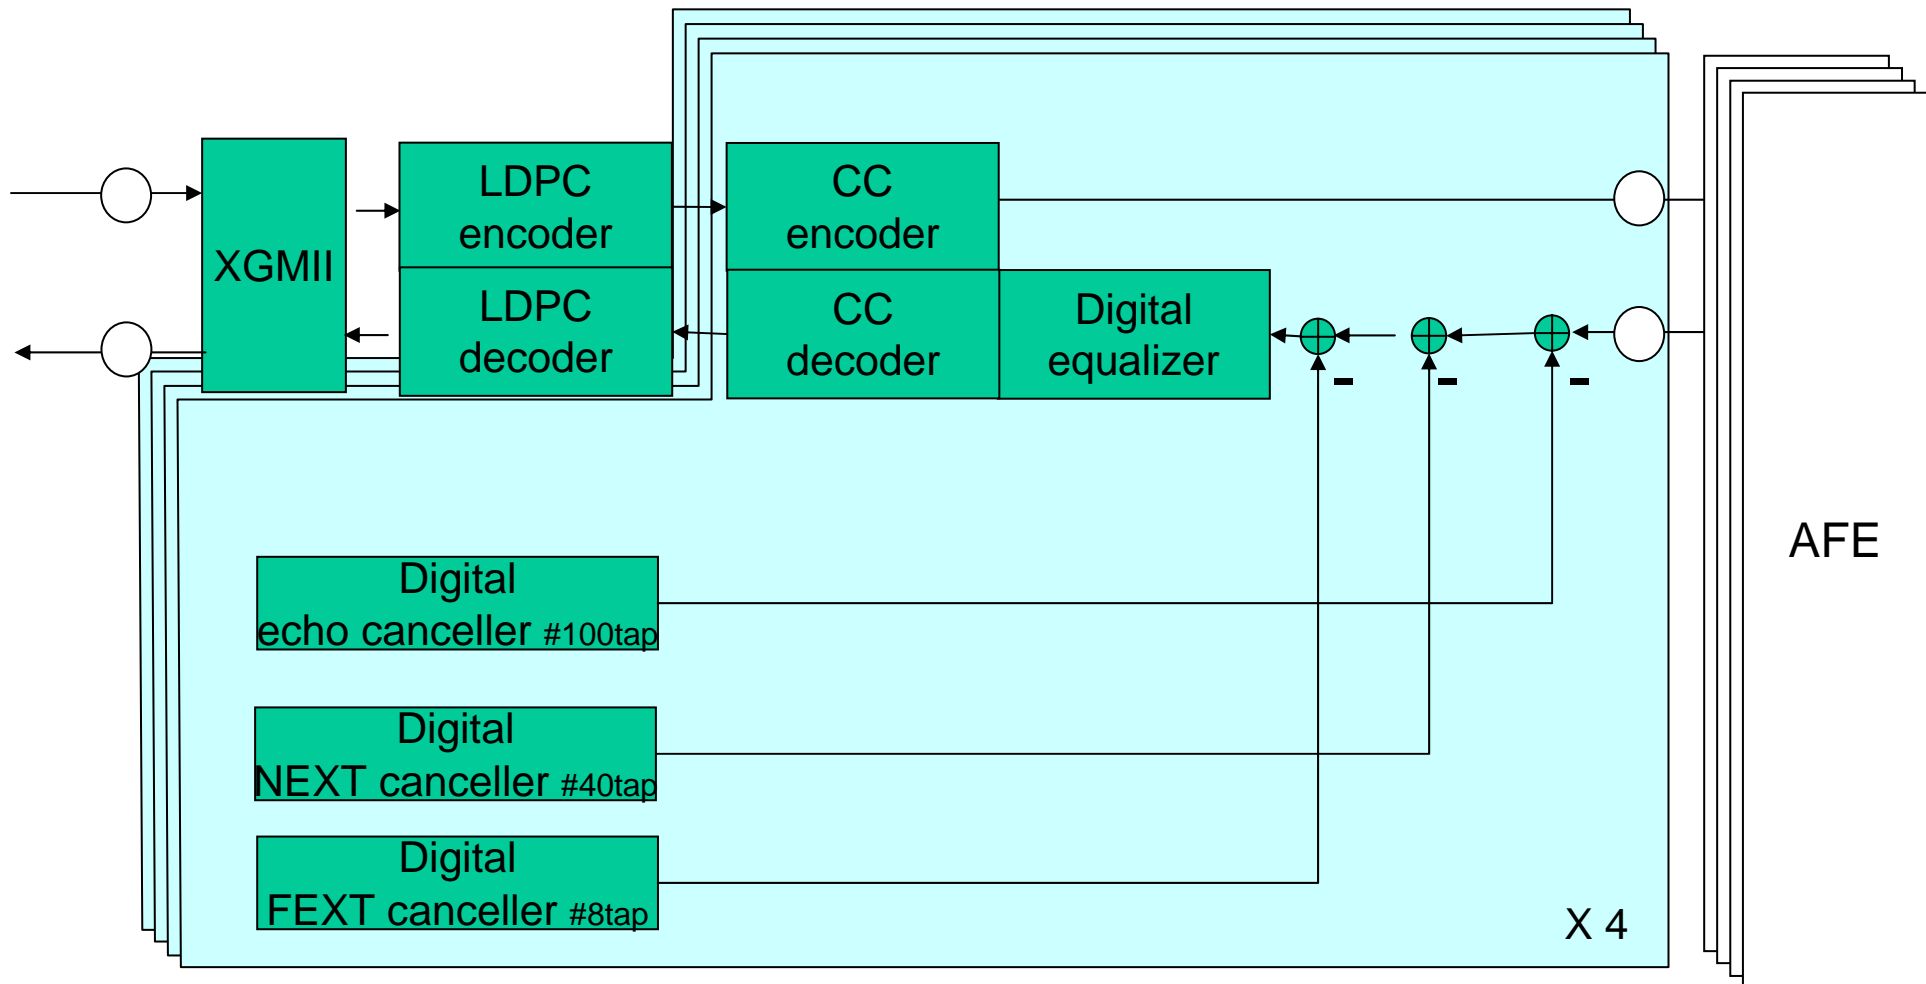 XGMII
LDPC
encoder
CC
encoder
LDPC
decoder
CC
decoder
Digital
equalizer
-
-
-
Digital
echo canceller #100tap
Digital
NEXT canceller #40tap
Digital
FEXT canceller #8tap
X 4
AFE